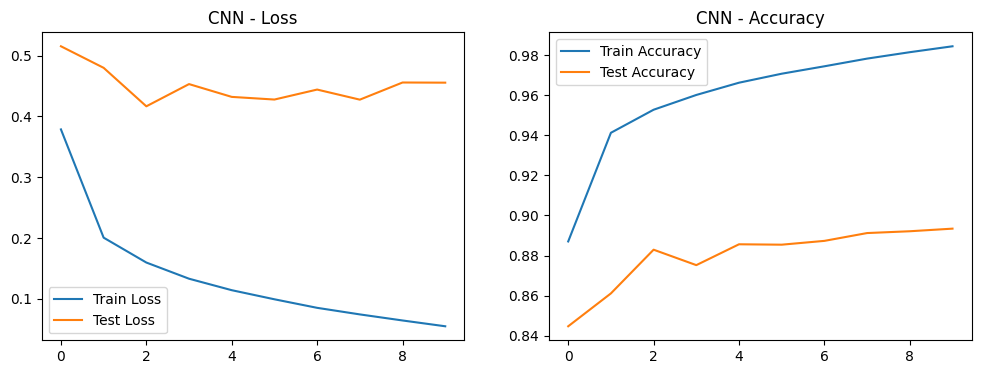 CNN - Loss
0.5
0.4
0.3
0.2
0.1
Train Loss
Test Loss
0 2 4 6 8
CNN - Accuracy
Train Accuracy
Test Accuracy
0.98
0.96
0.94
0.92
0.90
0.88
0.86
0.84
0 2 4 6 8